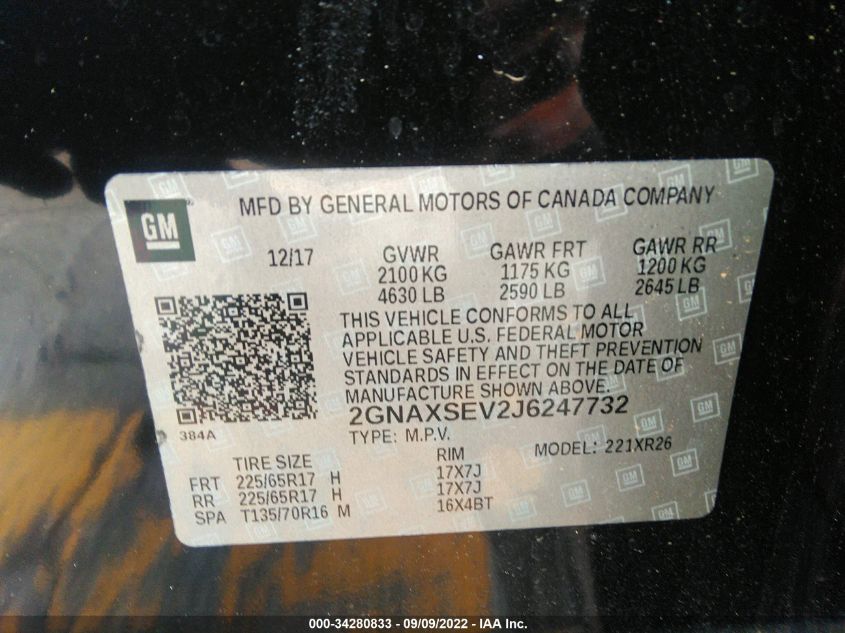 GM
MFD BY GENERAL MOTORS OF CANADA COMPANY
12/17 GVWR GAWR FRT GAWR RR
2100 KG 1175 KG 1200 KG
4630 LB 2590 LB 2645 LB
THIS VEHICLE CONFORMS TO ALL
APPLICABLE U.S. FEDERAL MOTOR
VEHICLE SAFETY AND THEFT PREVENTION
STANDARDS IN EFFECT ON THE DATE OF
MANUFACTURE SHOWN ABOVE.
2GNAXSEV2J6247732
384A
TYPE: M.P.V. MODEL: 221XR26
TIRE SIZE RIM
FRT 225/65R17 H 17X7J
RR 225/65R17 H 17X7J
SPA T135/70R16 M 16X4BT
000-34280833 - 09/09/2022 - IAA Inc.